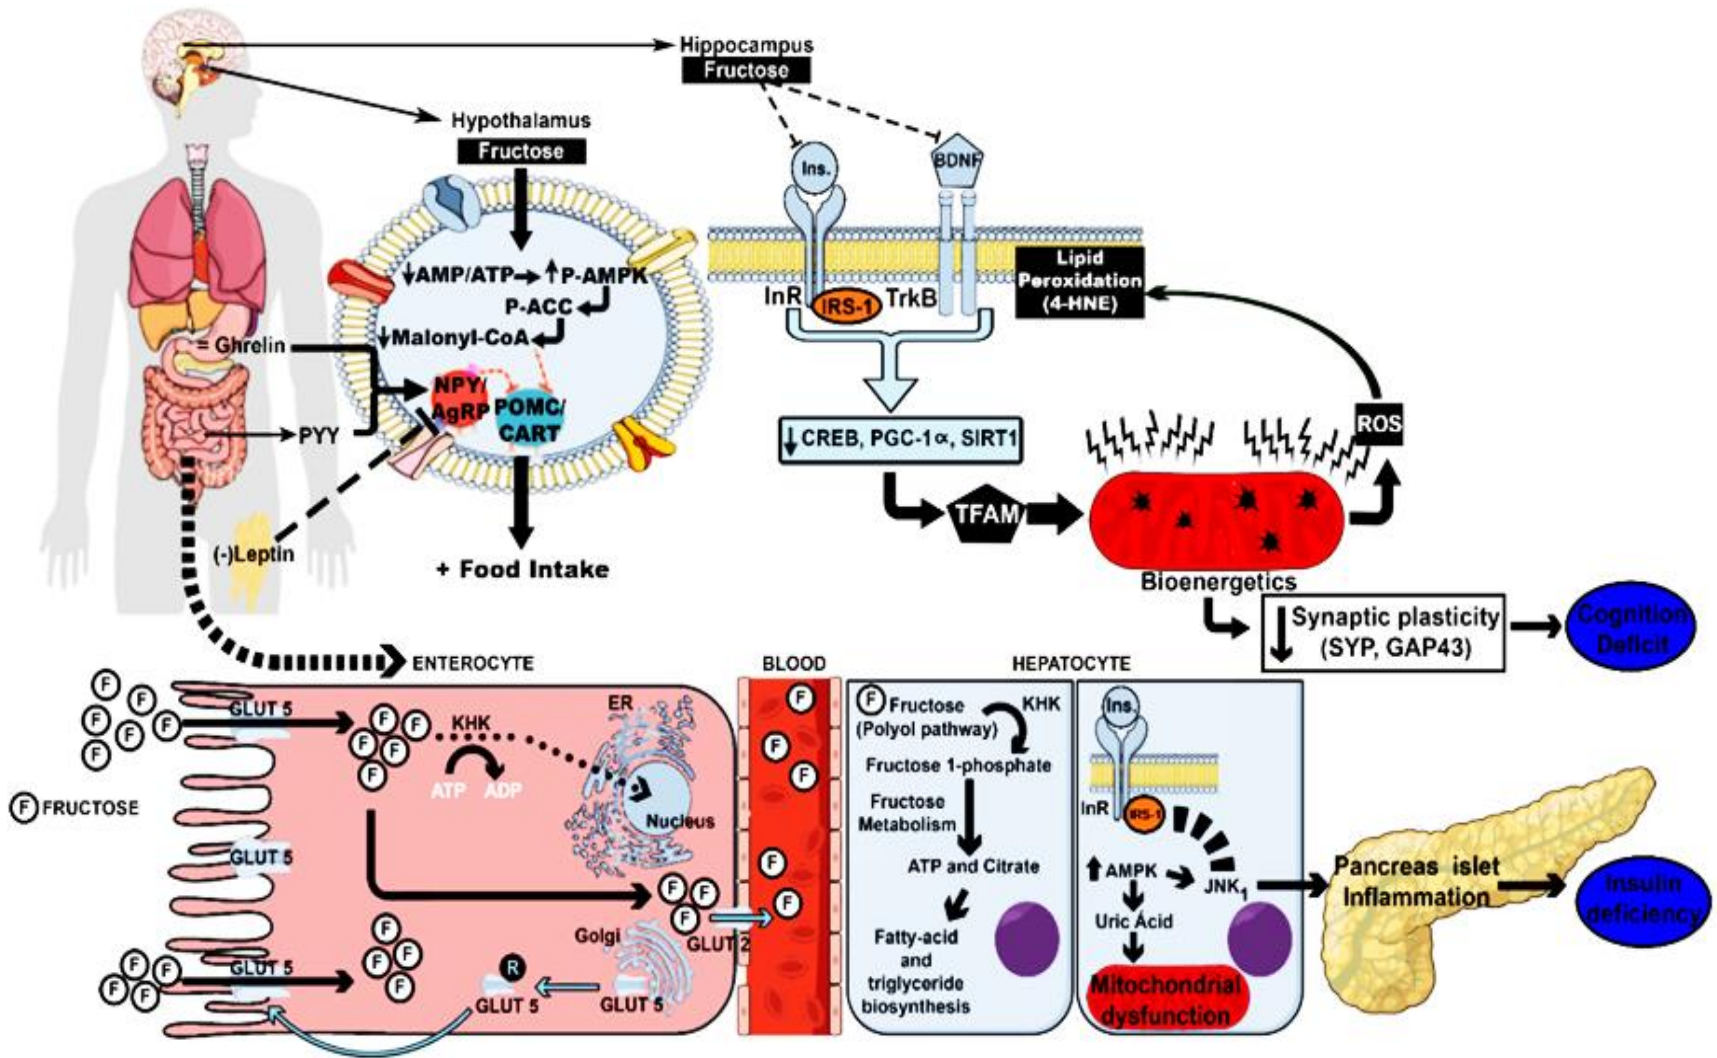 Hippocampus
Fructose
Hypothalamus
Fructose
Ins.
BDNF
↓AMP/ATP→↑P-AMPK
P-ACC
↓Malonyl-CoA
= Ghrelin
NPY/
AgRP
POMC/
CART
PYY
(-)Leptin
+ Food Intake
InR
IRS-1
TrkB
Lipid
Peroxidation
(4-HNE)
↓CREB, PGC-1∝, SIRT1
TFAM
ROS
Bioenergetics
↓Synaptic plasticity
(SYP, GAP43)
Cognition
Deficit
ENTEROCYTE
BLOOD
HEPATOCYTE
F
F
F
F
F
F
GLUT 5
F
F
F
F
F
F
KHK
ATP
ADP
ER
Nucleus
F FRUCTOSE
GLUT 5
F
F
F
F
F
GLUT 5
F
F
F
F
F
F
F
F
F
GLUT 2
Golgi
GLUT 5
R
GLUT 5
F
F
F
F
F
F
Fructose
(Polyol pathway)
KHK
Fructose 1-phosphate
Fructose
Metabolism
ATP and Citrate
Fatty-acid
and
triglyceride
biosynthesis
Ins.
InR
IRS-1
↑AMPK
JNK1
Uric Acid
Mitochondrial
dysfunction
Pancreas islet
Inflammation
Insulin
deficiency